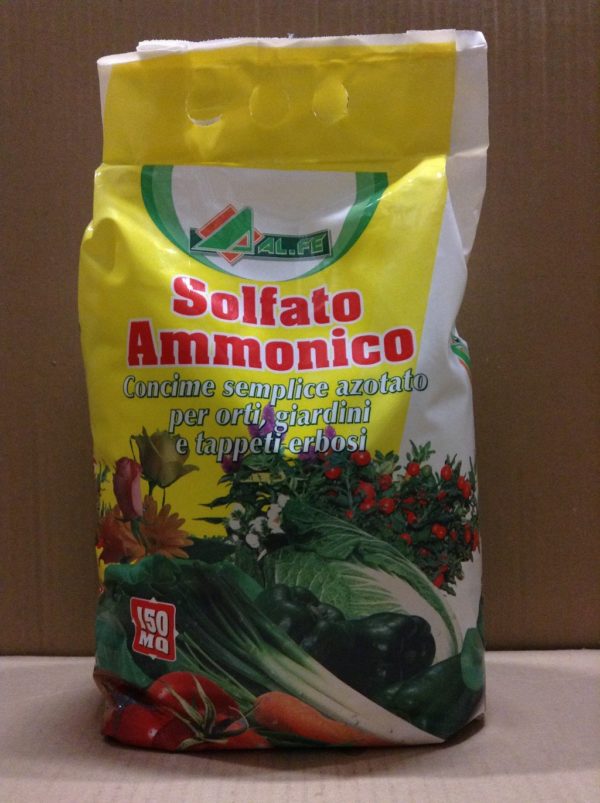 AL.FE
Solfato
Ammonico
Concime semplice azotato
per orti, giardini
e tappeti erbosi
150
MQ